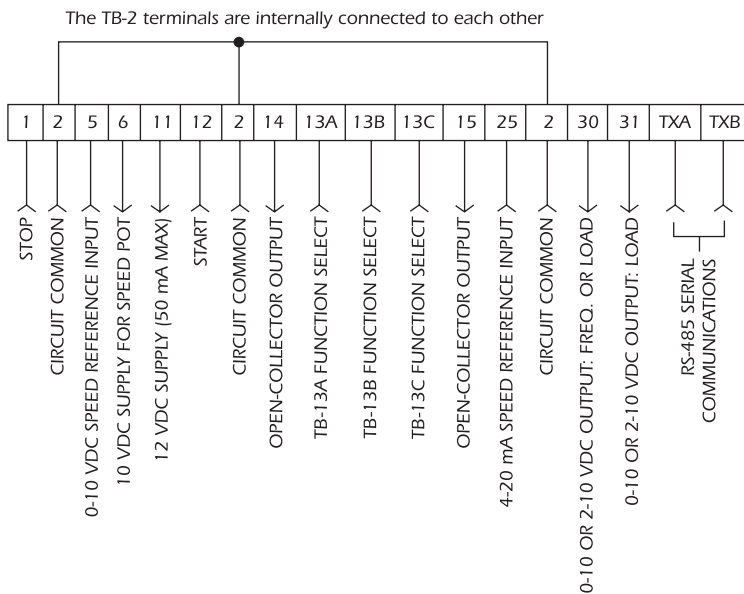 The TB-2 terminals are internally connected to each other
1 2 5 6 11 12 2 14 13A 13B 13C 15 25 2 30 31 TXA TXB
STOP
CIRCUIT COMMON
0-10 VDC SPEED REFERENCE INPUT
10 VDC SUPPLY FOR SPEED POT
12 VDC SUPPLY (50 mA MAX)
START
CIRCUIT COMMON
OPEN-COLLECTOR OUTPUT
TB-13A FUNCTION SELECT
TB-13B FUNCTION SELECT
TB-13C FUNCTION SELECT
OPEN-COLLECTOR OUTPUT
4-20 mA SPEED REFERENCE INPUT
CIRCUIT COMMON
0-10 OR 2-10 VDC OUTPUT: FREQ. OR LOAD
0-10 OR 2-10 VDC OUTPUT: LOAD
RS-485 SERIAL
COMMUNICATIONS